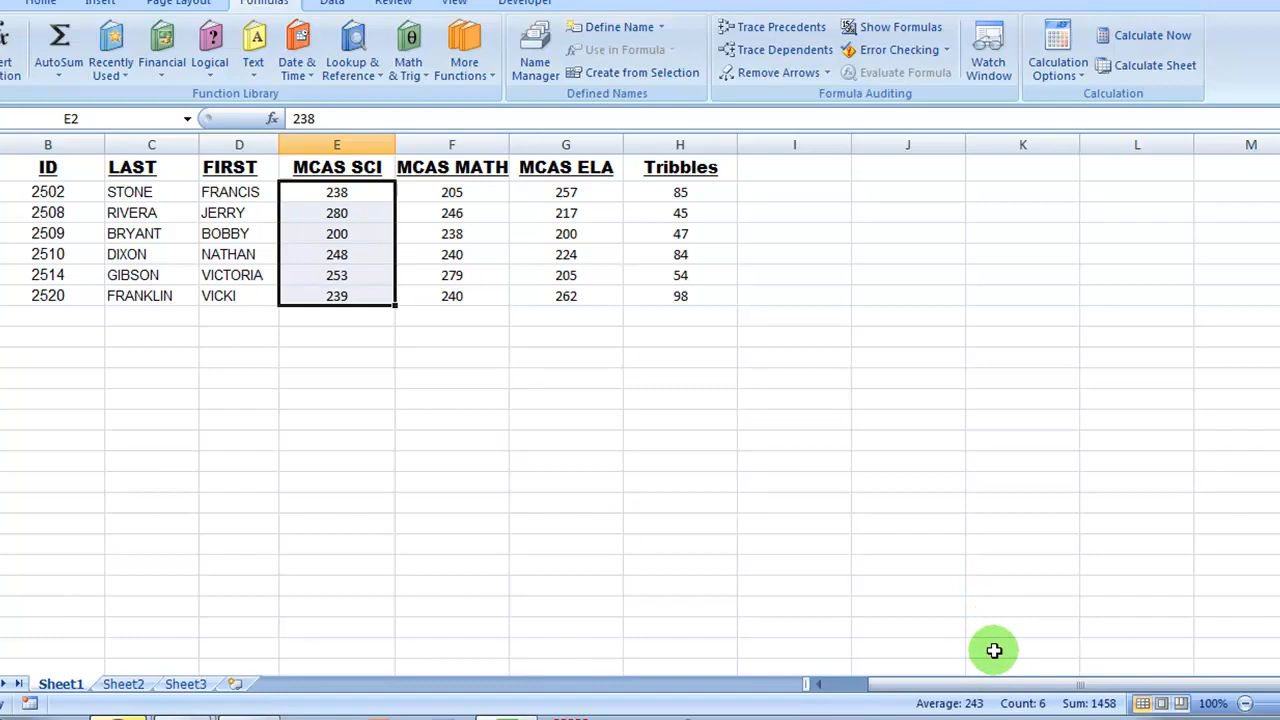 Home Insert Page Layout Formulas Data Review View Developer
AutoSum Recently Used Financial Logical Text Date & Time Lookup & Reference Math & Trig More Functions
Function Library
Name Manager
Define Name
Use in Formula
Create from Selection
Defined Names
Trace Precedents Show Formulas
Trace Dependents Error Checking
Remove Arrows Evaluate Formula
Formula Auditing
Watch Window
Calculation Options
Calculate Now
Calculate Sheet
Calculation
E2 fx 238
B C D E F G H I J K L M
ID LAST FIRST MCAS SCI MCAS MATH MCAS ELA Tribbles
2502 STONE FRANCIS 238 205 257 85
2508 RIVERA JERRY 280 246 217 45
2509 BRYANT BOBBY 200 238 200 47
2510 DIXON NATHAN 248 240 224 84
2514 GIBSON VICTORIA 253 279 205 54
2520 FRANKLIN VICKI 239 240 262 98
Sheet1 Sheet2 Sheet3
Average: 243 Count: 6 Sum: 1458 100%